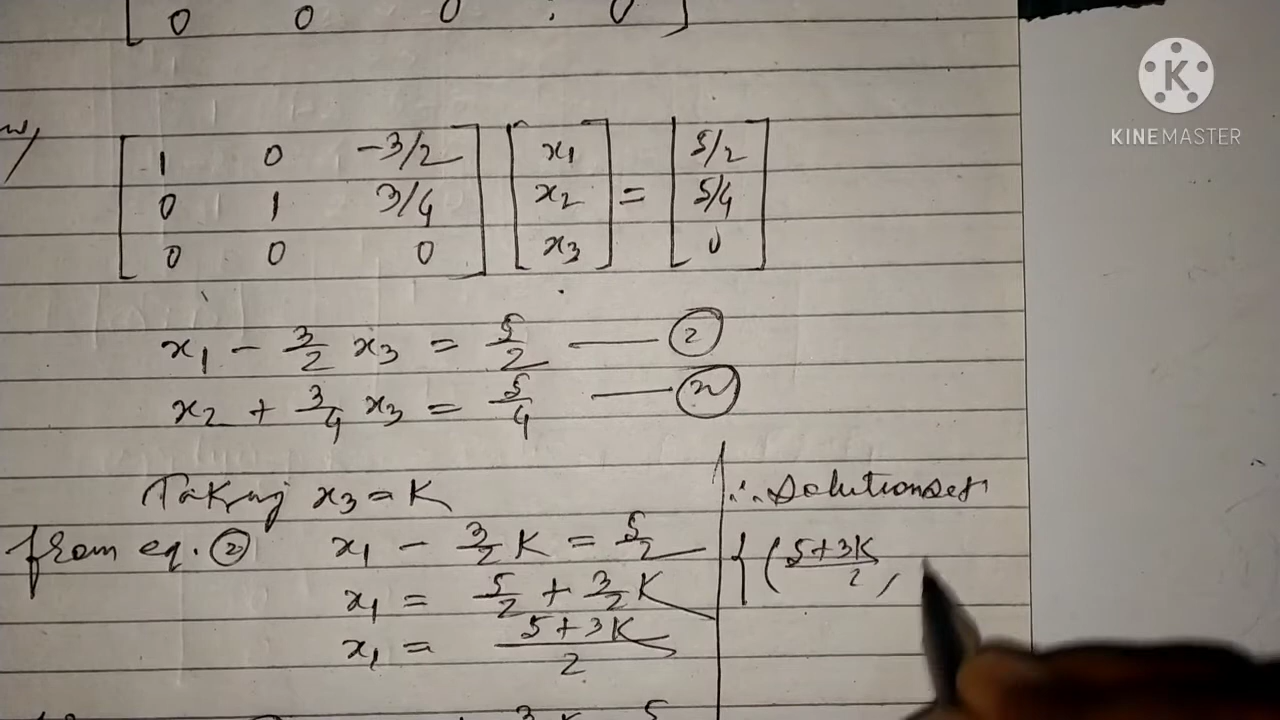 [ 0 0 0 : 0 ]
[ 1 0 -3/2 ] [ x1 ] = [ 5/2 ]
[ 0 1 3/4 ] [ x2 ] = [ 5/4 ]
[ 0 0 0 ] [ x3 ] = [ 0 ]
x1 - 3/2 x3 = 5/2 —— (2)
x2 + 3/4 x3 = 5/4 ——
Taking x3 = K
from eq. (2) x1 - 3/2 K = 5/2
x1 = 5/2 + 3/2 K
x1 = 5+3K/2
∴ Solution set
{ ( 5+3K/2 ,
3K 5
K
KINEMASTER